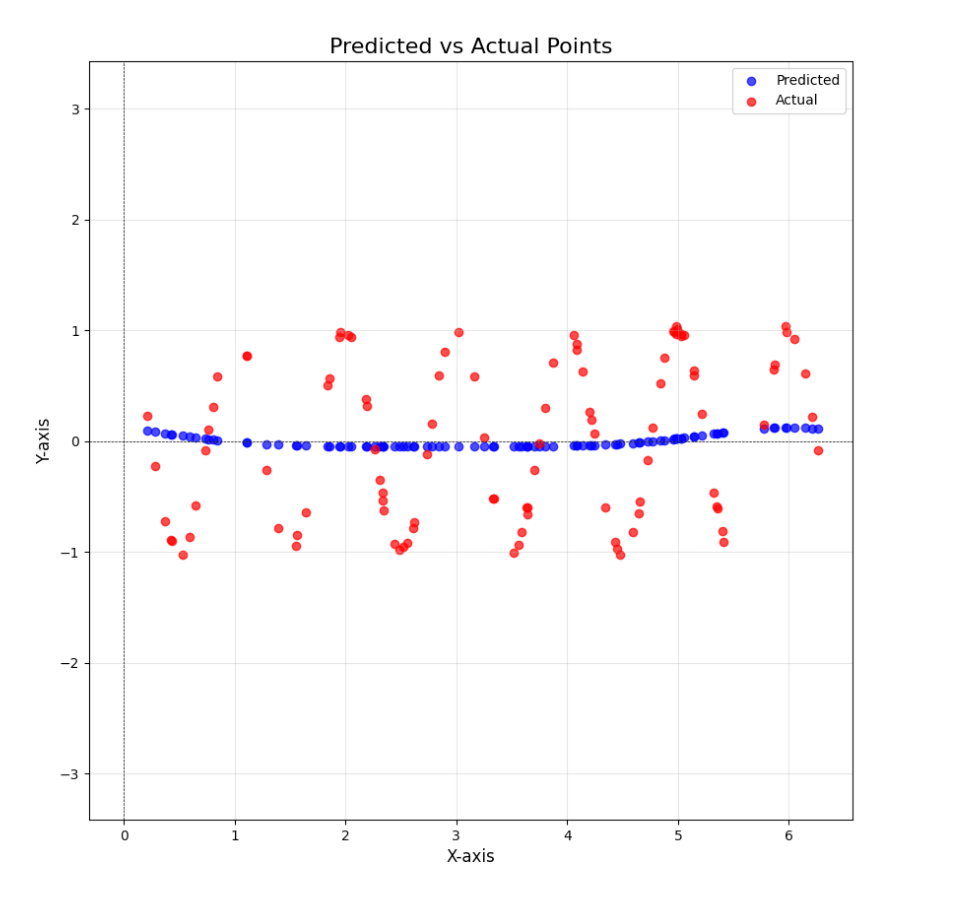 Predicted vs Actual Points
Predicted
Actual
Y-axis
3
2
1
0
−1
−2
−3
0 1 2 3 4 5 6
X-axis